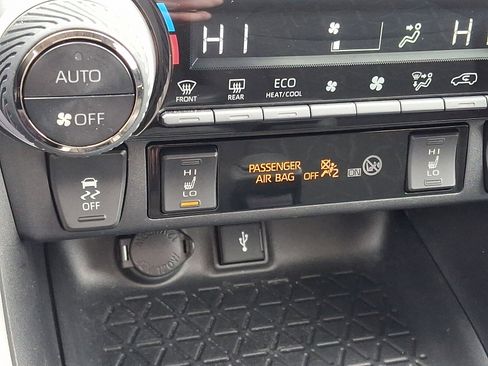 HI
HI
AUTO
OFF
FRONT
REAR
ECO
HEAT/COOL
OFF
HI
LO
PASSENGER
AIR BAG OFF 2 ON
HI
LO